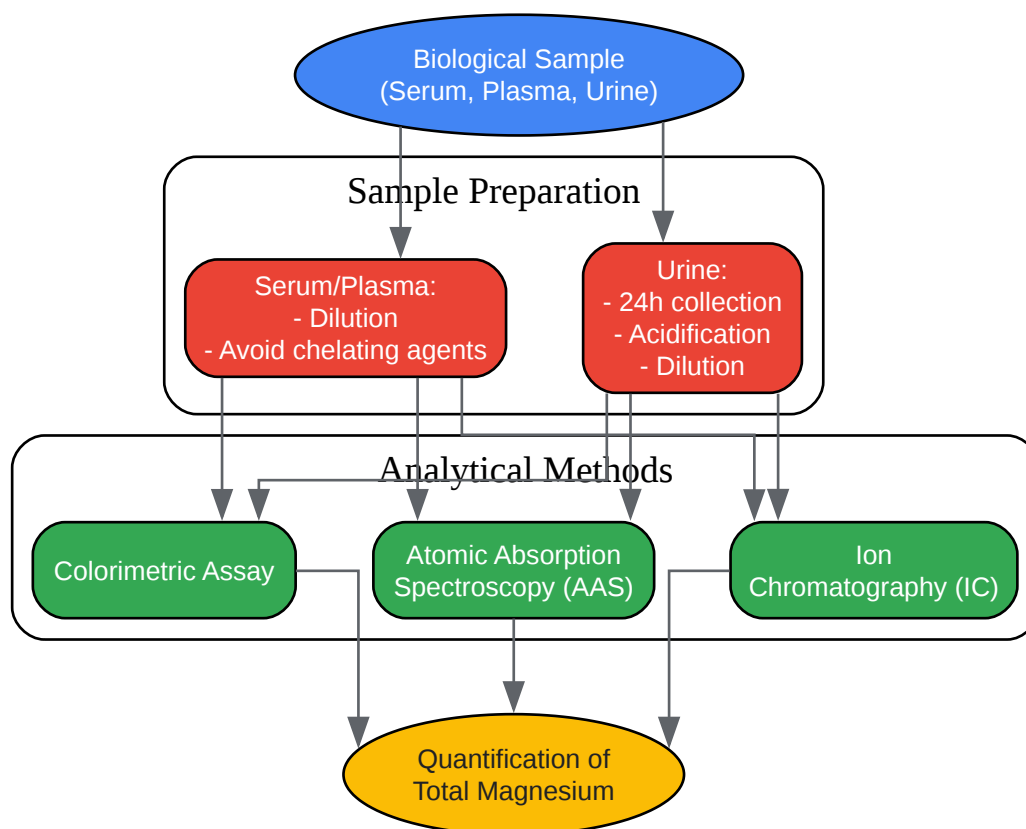 Biological Sample
(Serum, Plasma, Urine)
Sample Preparation
Serum/Plasma:
- Dilution
- Avoid chelating agents
Urine:
- 24h collection
- Acidification
- Dilution
Analytical Methods
Colorimetric Assay
Atomic Absorption
Spectroscopy (AAS)
Ion
Chromatography (IC)
Quantification of
Total Magnesium